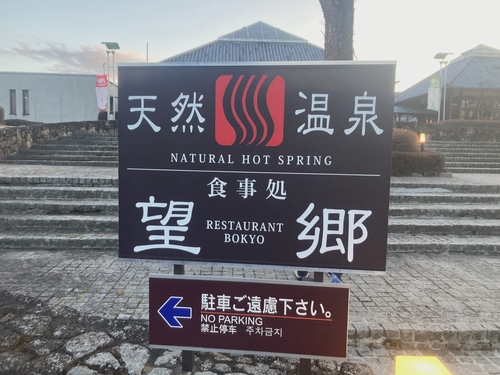 天然 温泉
NATURAL HOT SPRING
食事処
望 RESTAURANT BOKYO 郷
駐車ご遠慮下さい。
NO PARKING
禁止停车 주차금지